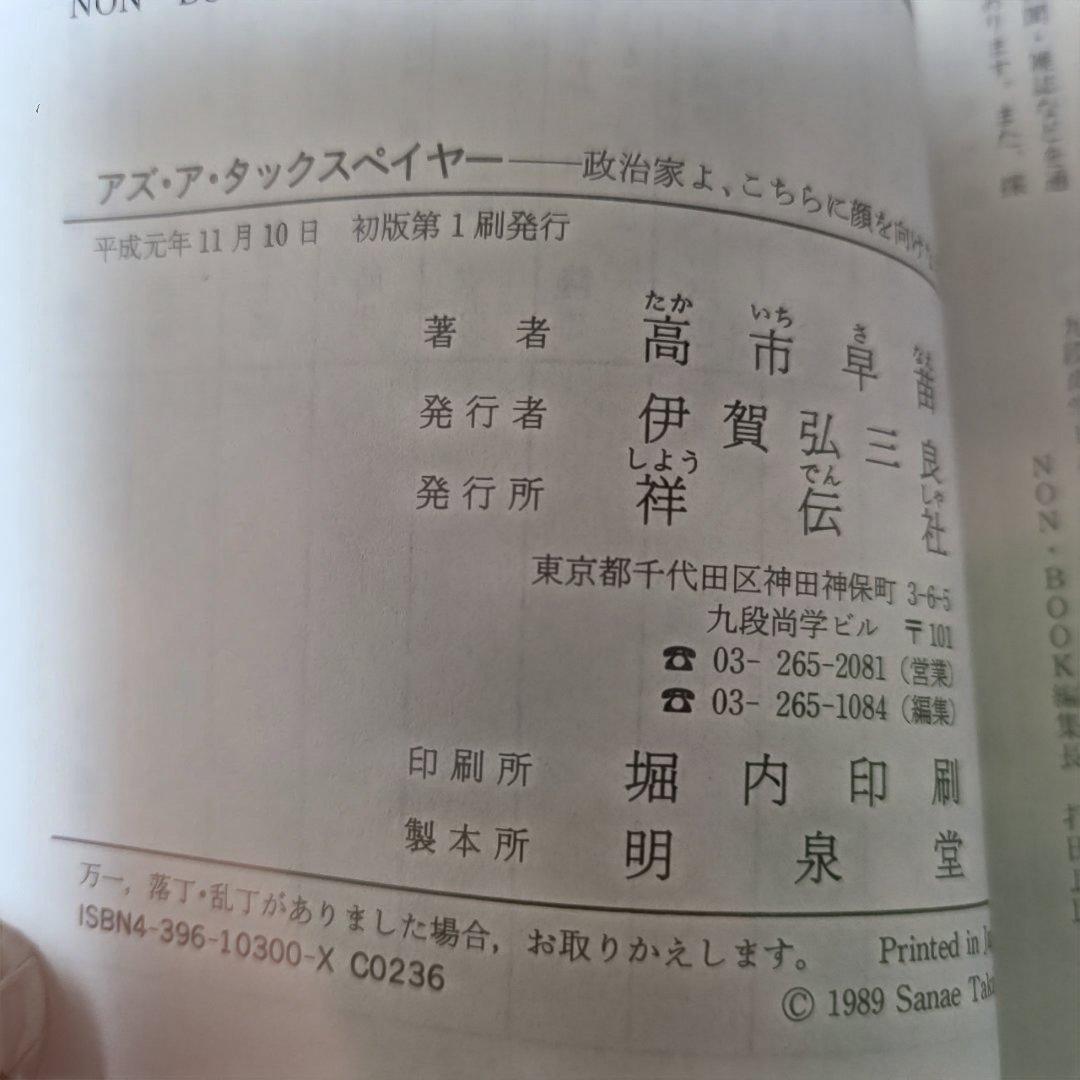 NON
アズ・ア・タックスペイヤー――政治家よ、こちらに顔を向け
平成元年11月10日　初版第1刷発行
著者　高市早苗
たか いち さ なえ
発行者　伊賀弘三良
発行所　祥伝社
しよう でん しゃ
東京都千代田区神田神保町 3-6-5
九段尚学ビル 〒101
☎ 03- 265-2081 (営業)
☎ 03- 265-1084 (編集)
印刷所　堀内印刷
製本所　明泉堂
万一，落丁・乱丁がありました場合，お取りかえします。　Printed in
ISBN4-396-10300-X C0236
© 1989 Sanae
NON・BOOK編集長